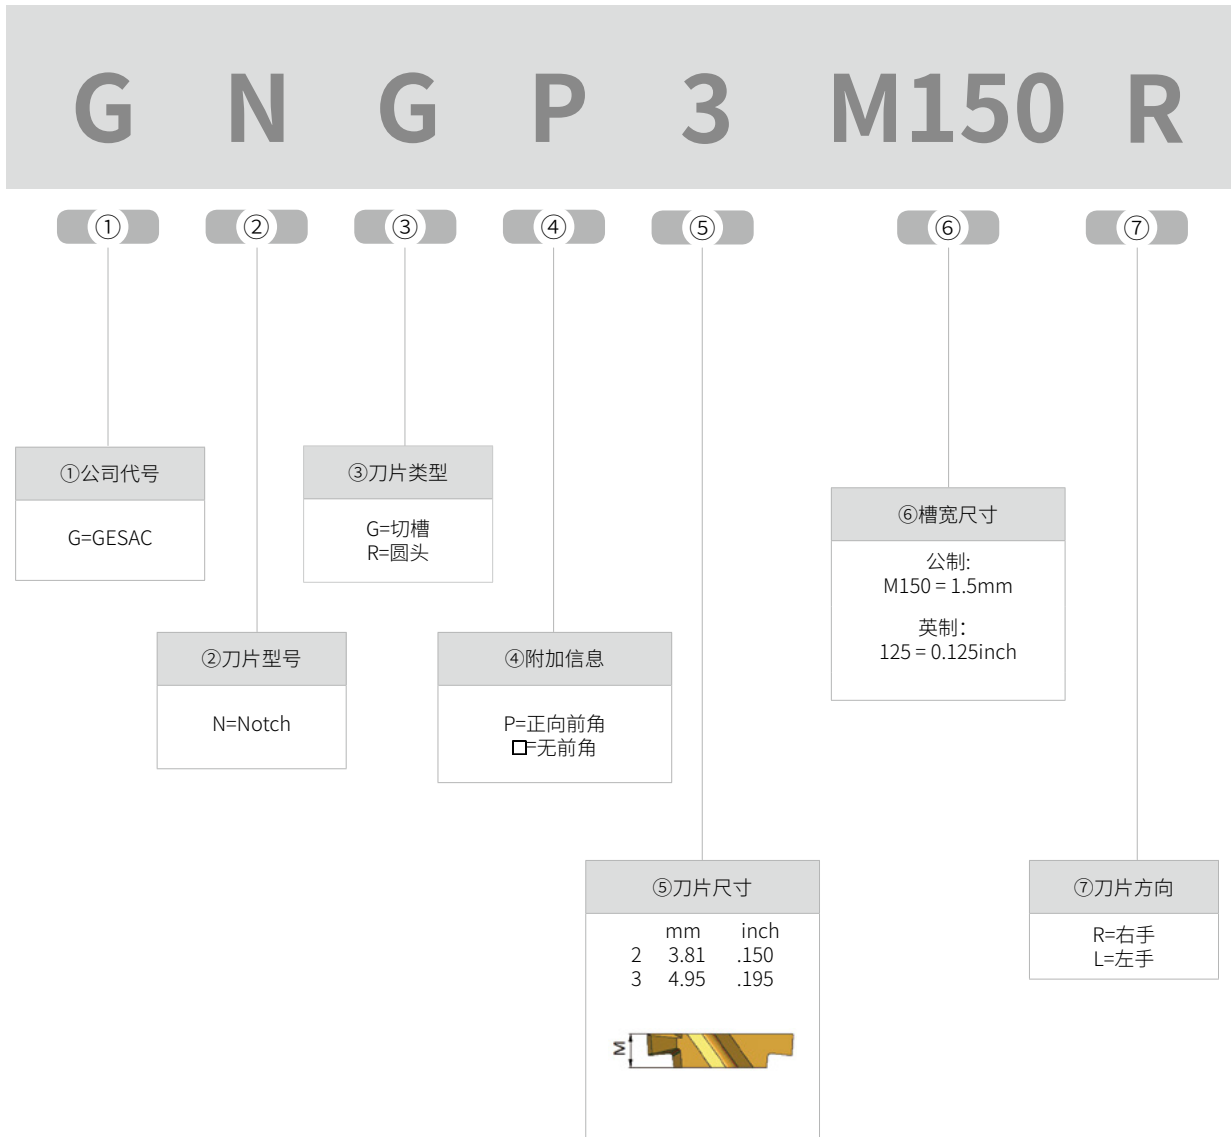 G N G P 3 M150 R
① ② ③ ④ ⑤ ⑥ ⑦
①公司代号
G=GESAC
②刀片型号
N=Notch
③刀片类型
G=切槽
R=圆头
④附加信息
P=正向前角
□=无前角
⑤刀片尺寸
mm inch
2 3.81 .150
3 4.95 .195
M
⑥槽宽尺寸
公制:
M150 = 1.5mm
英制：
125 = 0.125inch
⑦刀片方向
R=右手
L=左手